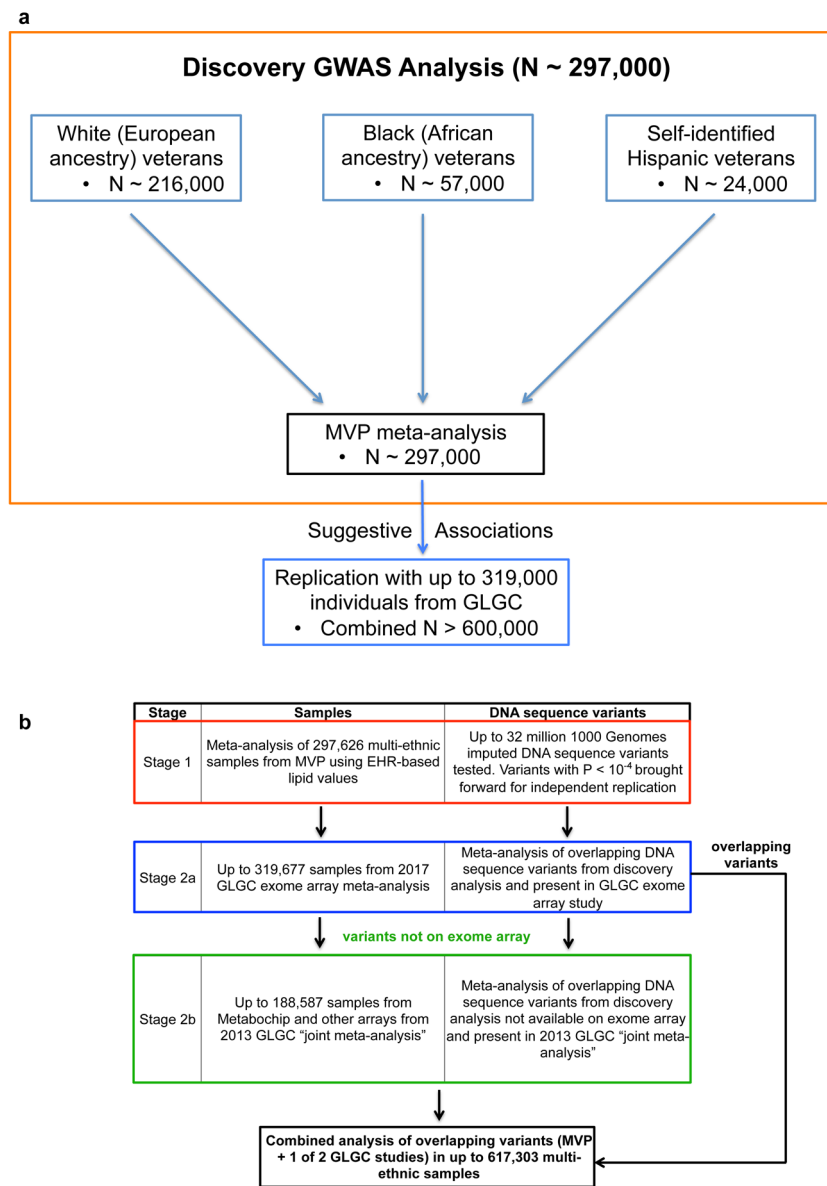 a
Discovery GWAS Analysis (N ~ 297,000)
White (European
ancestry) veterans
• N ~ 216,000
Black (African
ancestry) veterans
• N ~ 57,000
Self-identified
Hispanic veterans
• N ~ 24,000
MVP meta-analysis
• N ~ 297,000
Suggestive Associations
Replication with up to 319,000
individuals from GLGC
• Combined N > 600,000
b
Stage
Samples
DNA sequence variants
Stage 1
Meta-analysis of 297,626 multi-ethnic
samples from MVP using EHR-based
lipid values
Up to 32 million 1000 Genomes
imputed DNA sequence variants
tested. Variants with P < 10⁻⁴ brought
forward for independent replication
overlapping
variants
Stage 2a
Up to 319,677 samples from 2017
GLGC exome array meta-analysis
Meta-analysis of overlapping DNA
sequence variants from discovery
analysis and present in GLGC exome
array study
variants not on exome array
Stage 2b
Up to 188,587 samples from
Metabochip and other arrays from
2013 GLGC “joint meta-analysis”
Meta-analysis of overlapping DNA
sequence variants from discovery
analysis not available on exome array
and present in 2013 GLGC “joint meta-
analysis”
Combined analysis of overlapping variants (MVP
+ 1 of 2 GLGC studies) in up to 617,303 multi-
ethnic samples